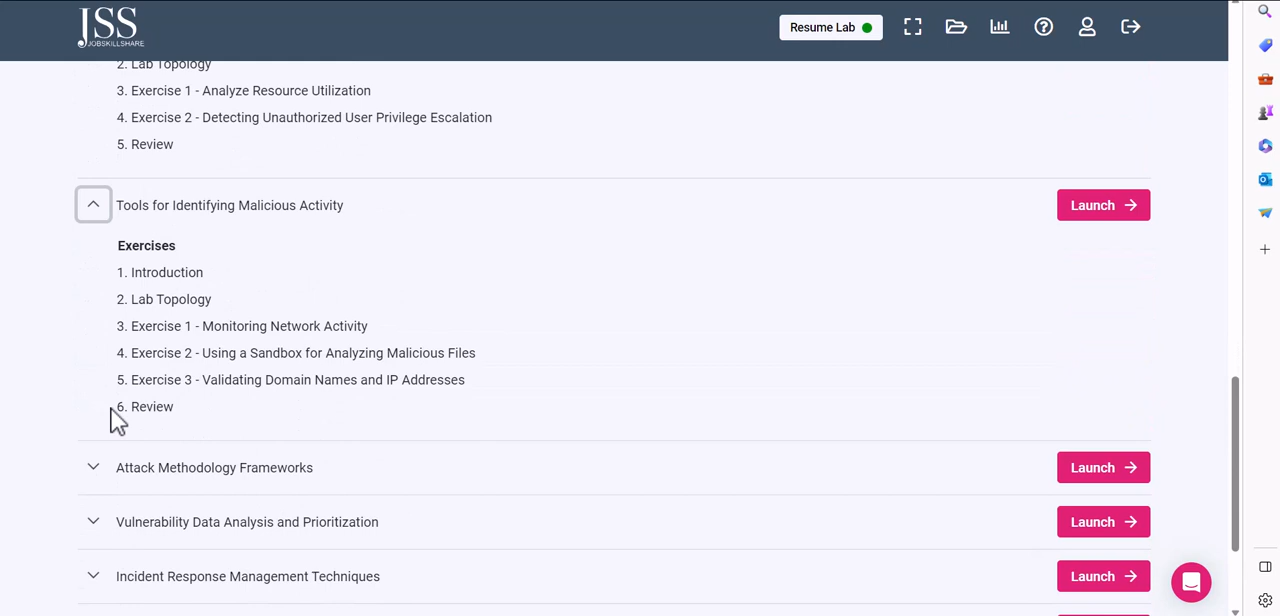 JSS
JOBSKILLSHARE
Resume Lab
2. Lab Topology
3. Exercise 1 - Analyze Resource Utilization
4. Exercise 2 - Detecting Unauthorized User Privilege Escalation
5. Review
Tools for Identifying Malicious Activity
Launch
Exercises
1. Introduction
2. Lab Topology
3. Exercise 1 - Monitoring Network Activity
4. Exercise 2 - Using a Sandbox for Analyzing Malicious Files
5. Exercise 3 - Validating Domain Names and IP Addresses
6. Review
Attack Methodology Frameworks
Launch
Vulnerability Data Analysis and Prioritization
Launch
Incident Response Management Techniques
Launch